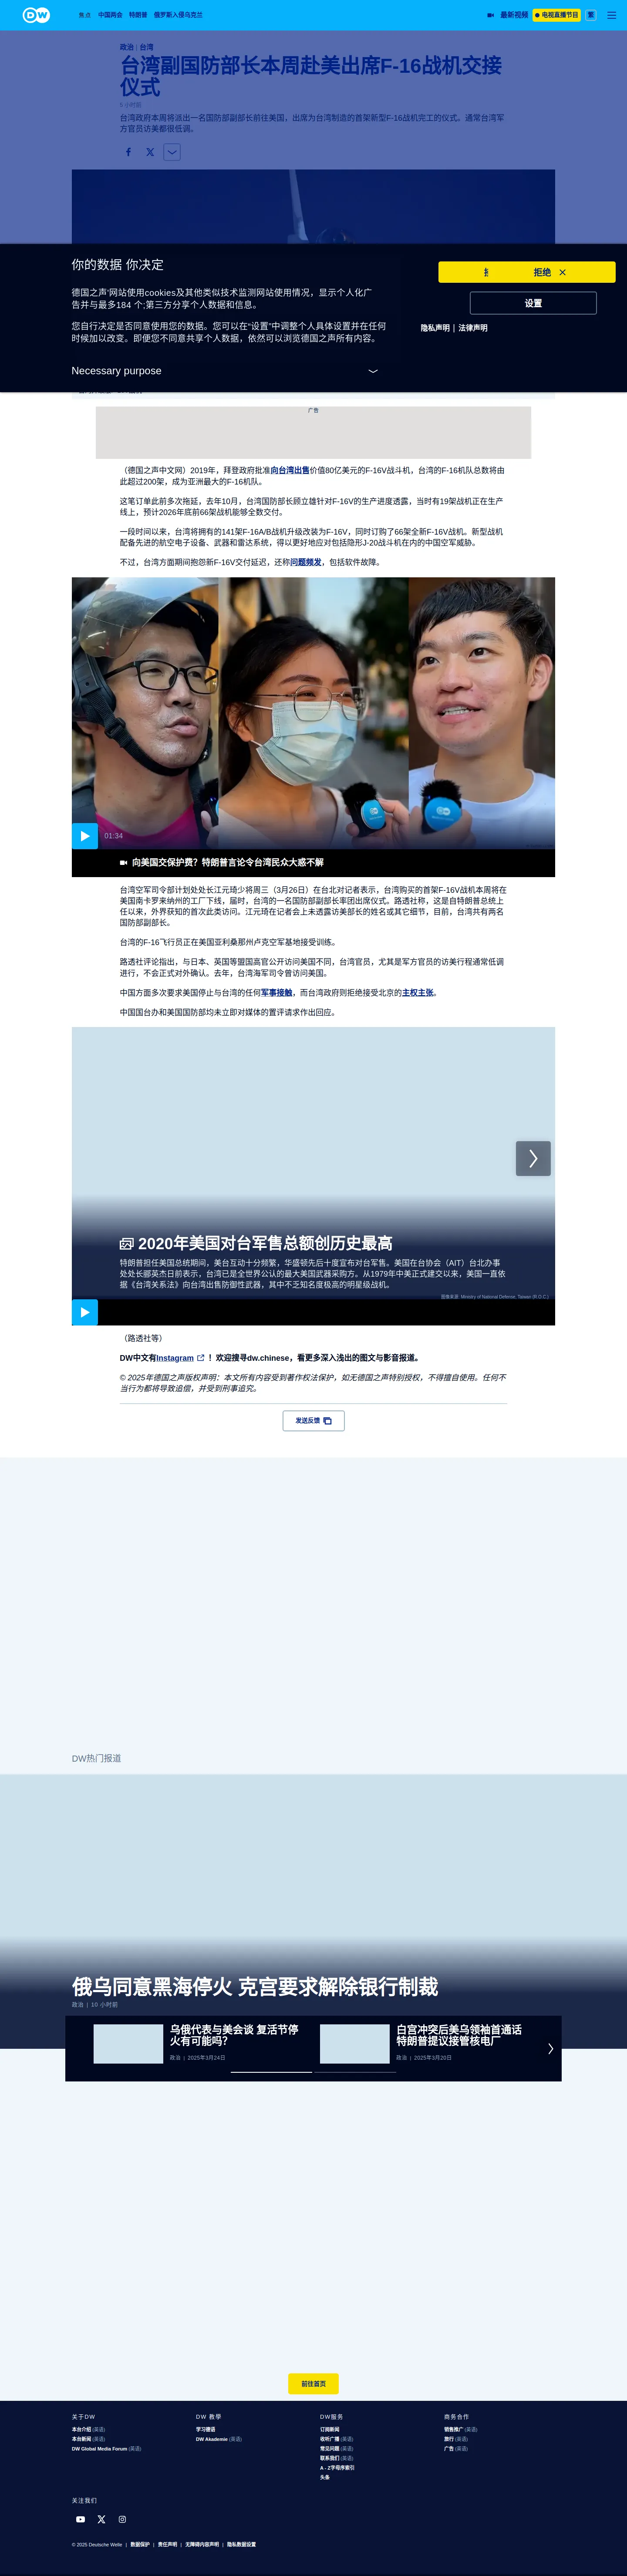 DW
焦点 中国两会 特朗普 俄罗斯入侵乌克兰
最新视频 电视直播节目 繁
政治 | 台湾
台湾副国防部长本周赴美出席F-16战机交接
仪式
5 小时前
台湾政府本周将派出一名国防部副部长前往美国，出席为台湾制造的首架新型F-16战机完工的仪式。通常台湾军
方官员访美都很低调。
你的数据 你决定
德国之声'网站使用cookies及其他类似技术监测网站使用情况，显示个人化广
告并与最多184 个;第三方分享个人数据和信息。
您自行决定是否同意使用您的数据。您可以在“设置”中调整个人具体设置并在任何
时候加以改变。即便您不同意共享个人数据，依然可以浏览德国之声所有内容。
Necessary purpose
拒绝
设置
隐私声明 | 法律声明
广告
（德国之声中文网）2019年，拜登政府批准向台湾出售价值80亿美元的F-16V战斗机，台湾的F-16机队总数将由
此超过200架，成为亚洲最大的F-16机队。
这笔订单此前多次拖延，去年10月，台湾国防部长顾立雄针对F-16V的生产进度透露，当时有19架战机正在生产
线上，预计2026年底前66架战机能够全数交付。
一段时间以来，台湾将拥有的141架F-16A/B战机升级改装为F-16V，同时订购了66架全新F-16V战机。新型战机
配备先进的航空电子设备、武器和雷达系统，得以更好地应对包括隐形J-20战斗机在内的中国空军威胁。
不过，台湾方面期间抱怨新F-16V交付延迟，还称问题频发，包括软件故障。
01:34
向美国交保护费？特朗普言论令台湾民众大惑不解
台湾空军司令部计划处处长江元琦少将周三（3月26日）在台北对记者表示，台湾购买的首架F-16V战机本周将在
美国南卡罗来纳州的工厂下线，届时，台湾的一名国防部副部长率团出席仪式。路透社称，这是自特朗普总统上
任以来，外界获知的首次此类访问。江元琦在记者会上未透露访美部长的姓名或其它细节，目前，台湾共有两名
国防部副部长。
台湾的F-16飞行员正在美国亚利桑那州卢克空军基地接受训练。
路透社评论指出，与日本、英国等盟国高官公开访问美国不同，台湾官员，尤其是军方官员的访美行程通常低调
进行，不会正式对外确认。去年，台湾海军司令曾访问美国。
中国方面多次要求美国停止与台湾的任何军事接触，而台湾政府则拒绝接受北京的主权主张。
中国国台办和美国国防部均未立即对媒体的置评请求作出回应。
2020年美国对台军售总额创历史最高
特朗普担任美国总统期间，美台互动十分频繁，华盛顿先后十度宣布对台军售。美国在台协会（AIT）台北办事
处处长郦英杰日前表示，台湾已是全世界公认的最大美国武器采购方。从1979年中美正式建交以来，美国一直依
据《台湾关系法》向台湾出售防御性武器，其中不乏知名度极高的明星级战机。
图像来源: Ministry of National Defense, Taiwan (R.O.C.)
（路透社等）
DW中文有Instagram ！欢迎搜寻dw.chinese，看更多深入浅出的图文与影音报道。
© 2025年德国之声版权声明：本文所有内容受到著作权法保护，如无德国之声特别授权，不得擅自使用。任何不
当行为都将导致追偿，并受到刑事追究。
发送反馈
DW热门报道
俄乌同意黑海停火 克宫要求解除银行制裁
政治 | 10 小时前
乌俄代表与美会谈 复活节停
火有可能吗？
政治 | 2025年3月24日
白宫冲突后美乌领袖首通话
特朗普提议接管核电厂
政治 | 2025年3月20日
前往首页
关于DW
本台介绍 (英语)
本台新闻 (英语)
DW Global Media Forum (英语)
DW 教学
学习德语
DW Akademie (英语)
DW服务
订阅新闻
收听广播 (英语)
常见问题 (英语)
联系我们 (英语)
A - Z字母序索引
头条
商务合作
销售推广 (英语)
旅行 (英语)
广告 (英语)
关注我们
© 2025 Deutsche Welle | 数据保护 | 责任声明 | 无障碍内容声明 | 隐私数据设置